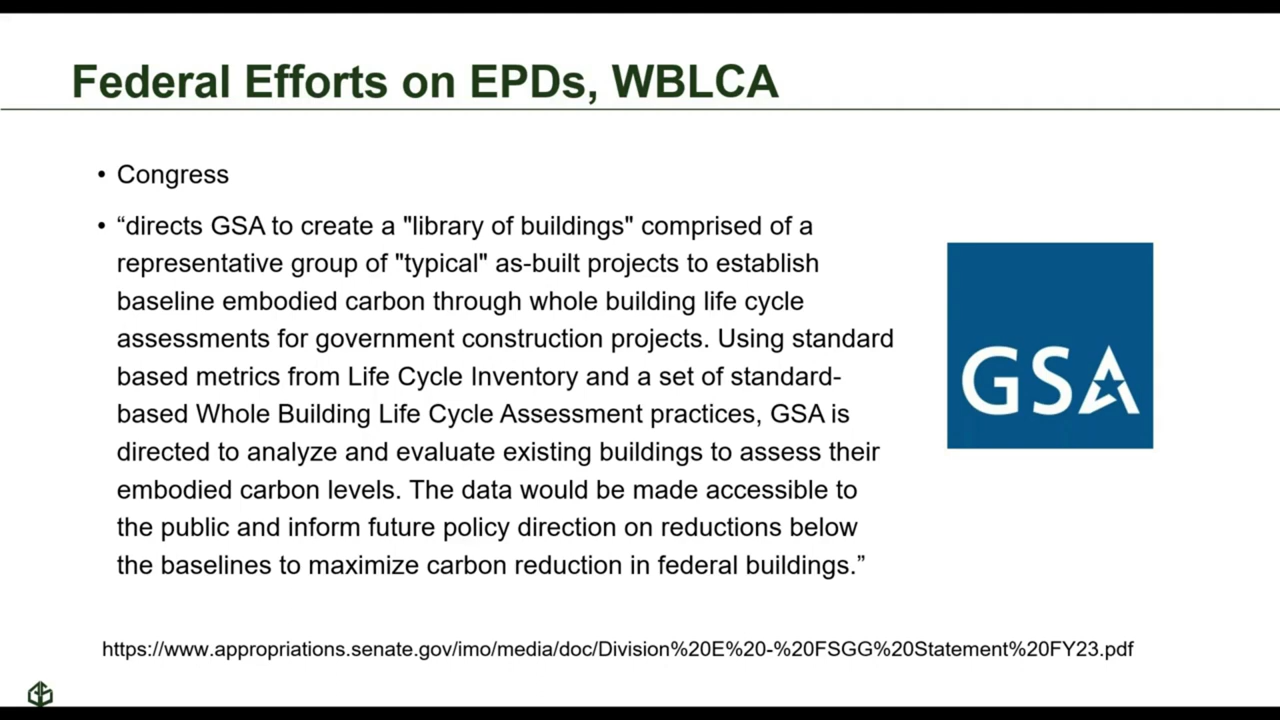 Federal Efforts on EPDs, WBLCA
• Congress
• “directs GSA to create a "library of buildings" comprised of a
representative group of "typical" as-built projects to establish
baseline embodied carbon through whole building life cycle
assessments for government construction projects. Using standard
based metrics from Life Cycle Inventory and a set of standard-
based Whole Building Life Cycle Assessment practices, GSA is
directed to analyze and evaluate existing buildings to assess their
embodied carbon levels. The data would be made accessible to
the public and inform future policy direction on reductions below
the baselines to maximize carbon reduction in federal buildings.”
GSA
https://www.appropriations.senate.gov/imo/media/doc/Division%20E%20-%20FSGG%20Statement%20FY23.pdf